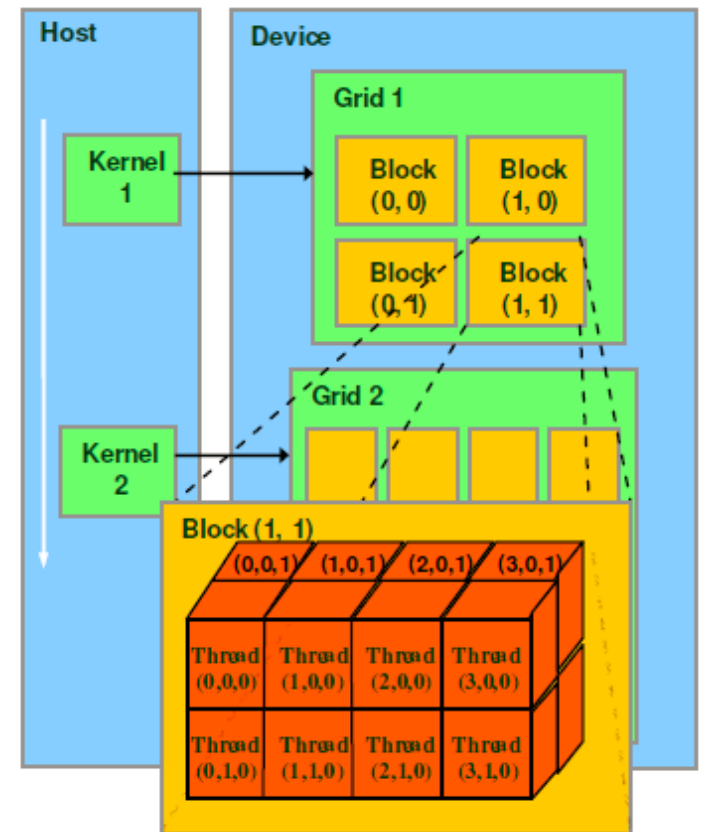 Host
Device
Grid 1
Kernel
1
Block
(0, 0)
Block
(1, 0)
Block
(0, 1)
Block
(1, 1)
Grid 2
Kernel
2
Block (1, 1)
(0,0,1) (1,0,1) (2,0,1) (3,0,1)
Thread
(0,0,0)
Thread
(1,0,0)
Thread
(2,0,0)
Thread
(3,0,0)
Thread
(0,1,0)
Thread
(1,1,0)
Thread
(2,1,0)
Thread
(3,1,0)